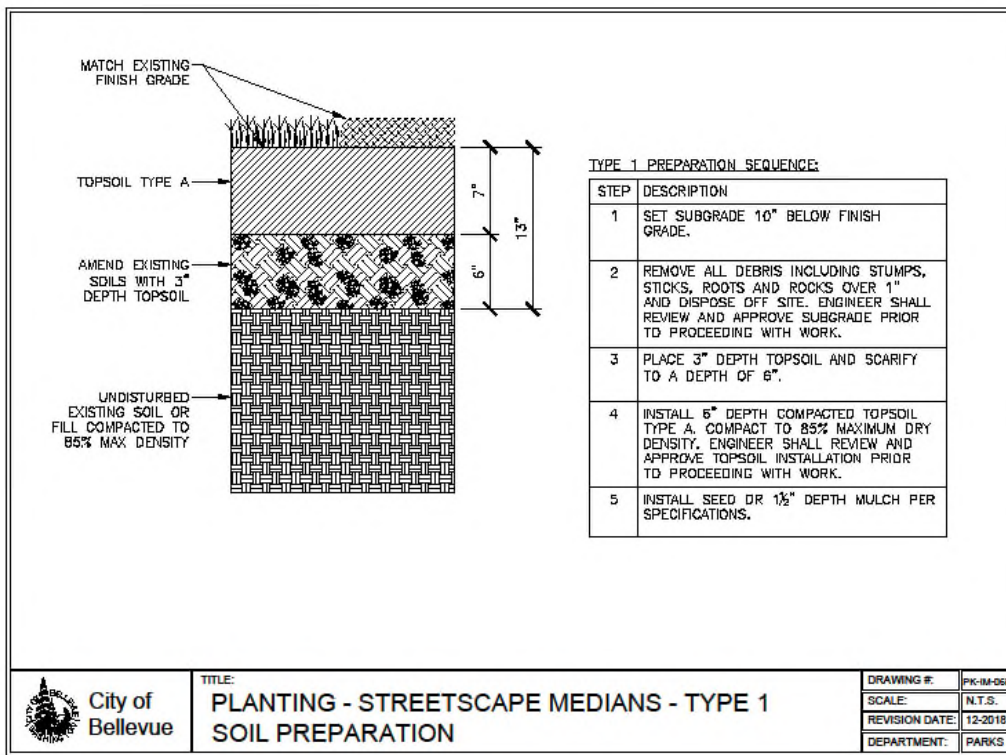 MATCH EXISTING
FINISH GRADE
TOPSOIL TYPE A
AMEND EXISTING
SOILS WITH 3"
DEPTH TOPSOIL
UNDISTURBED
EXISTING SOIL OR
FILL COMPACTED TO
85% MAX DENSITY
7"
6"
13"
TYPE 1 PREPARATION SEQUENCE:
STEP DESCRIPTION
1 SET SUBGRADE 10" BELOW FINISH
GRADE.
2 REMOVE ALL DEBRIS INCLUDING STUMPS,
STICKS, ROOTS AND ROCKS OVER 1"
AND DISPOSE OFF SITE. ENGINEER SHALL
REVIEW AND APPROVE SUBGRADE PRIOR
TO PROCEEDING WITH WORK.
3 PLACE 3" DEPTH TOPSOIL AND SCARIFY
TO A DEPTH OF 6".
4 INSTALL DEPTH COMPACTED TOPSOIL
TYPE A. COMPACT TO 85% MAXIMUM DRY
DENSITY. ENGINEER SHALL REVIEW AND
APPROVE TOPSOIL INSTALLATION PRIOR
TO PROCEEDING WITH WORK.
5 INSTALL SEED OR 1½" DEPTH MULCH PER
SPECIFICATIONS.
City of
Bellevue
TITLE:
PLANTING - STREETSCAPE MEDIANS - TYPE 1
SOIL PREPARATION
DRAWING #:
SCALE: N.T.S.
REVISION DATE: 12-2018
DEPARTMENT: PARKS